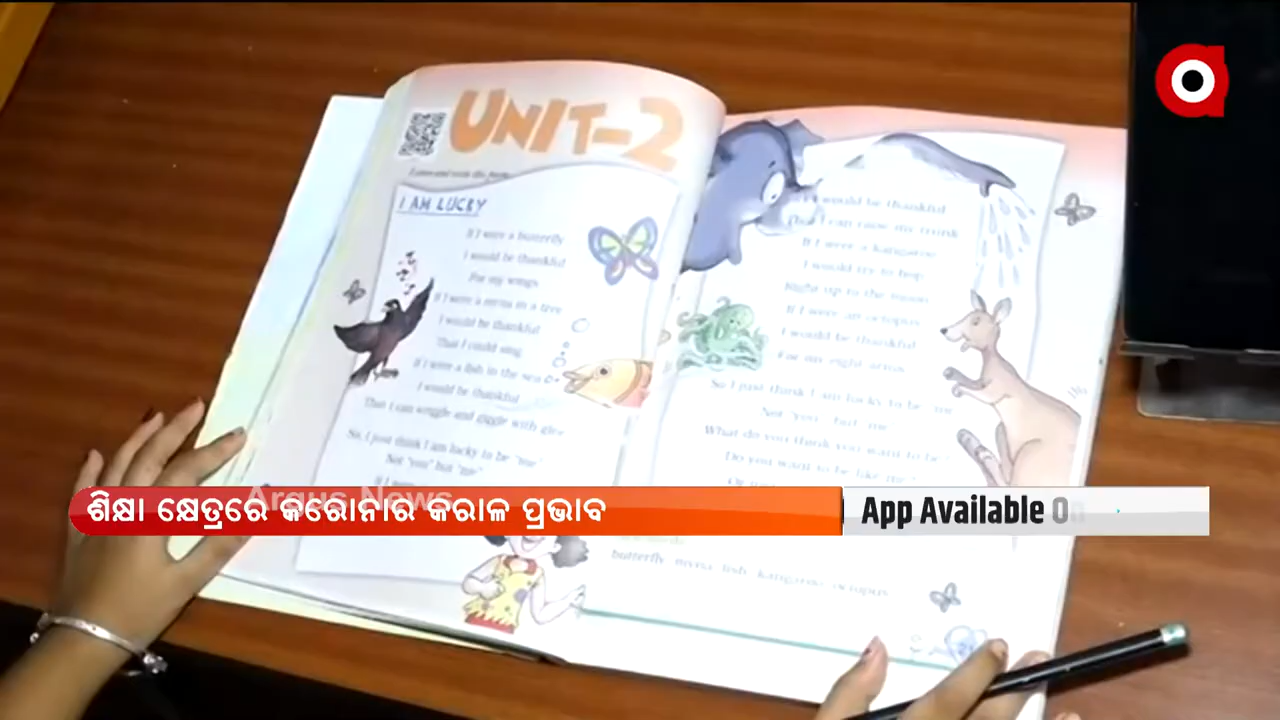 UNIT-2
I AM LUCKY
If I were a butterfly
I would be thankful
For my wings
If I were a myna in a tree
I would be thankful
That I could sing
If I were a fish in the sea
I would be thankful
That I can wriggle and giggle with glee
So, I just think I am lucky to be "me"
Not "you" but "me"
I would be thankful
That I can raise my trunk
If I were a kangaroo
I would try to hop
Right up to the moon
If I were an octopus
I would be thankful
For my eight arms
So I just think I am lucky to be "me"
Not "you" but "me"
What do you think you want to be
Do you want to be like me
butterfly myna fish kangaroo octopus
Argus News
ଶିକ୍ଷା କ୍ଷେତ୍ରରେ କରୋନାର କରାଳ ପ୍ରଭାବ
App Available On